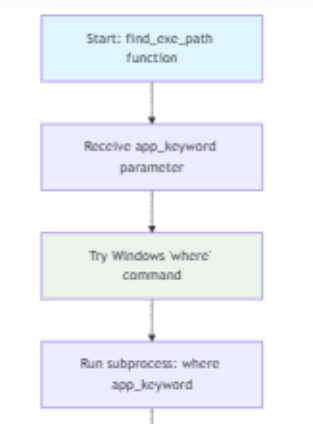 Start: find_exe_path
function
Receive app_keyword
parameter
Try Windows 'where'
command
Run subprocess: where
app_keyword